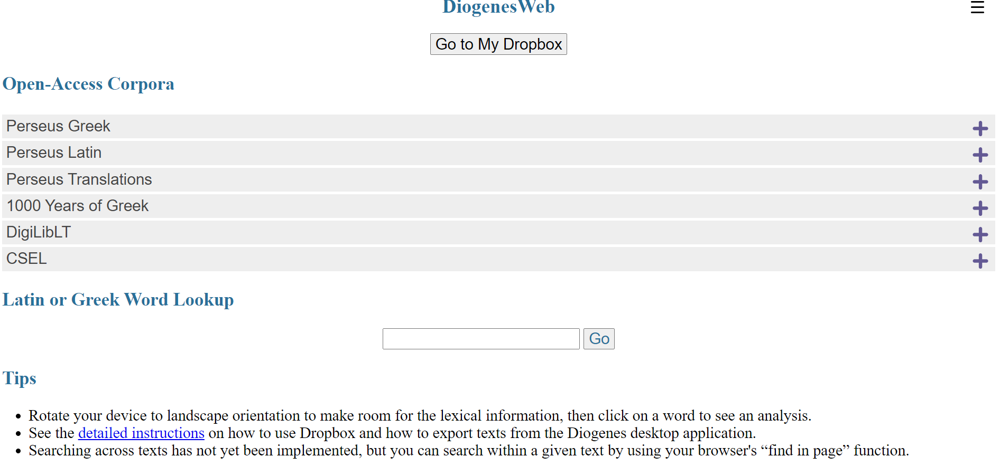 DiogenesWeb
Go to My Dropbox
Open-Access Corpora
Perseus Greek
Perseus Latin
Perseus Translations
1000 Years of Greek
DigiLibLT
CSEL
Latin or Greek Word Lookup
Go
Tips
Rotate your device to landscape orientation to make room for the lexical information, then click on a word to see an analysis.
See the detailed instructions on how to use Dropbox and how to export texts from the Diogenes desktop application.
Searching across texts has not yet been implemented, but you can search within a given text by using your browser's “find in page” function.